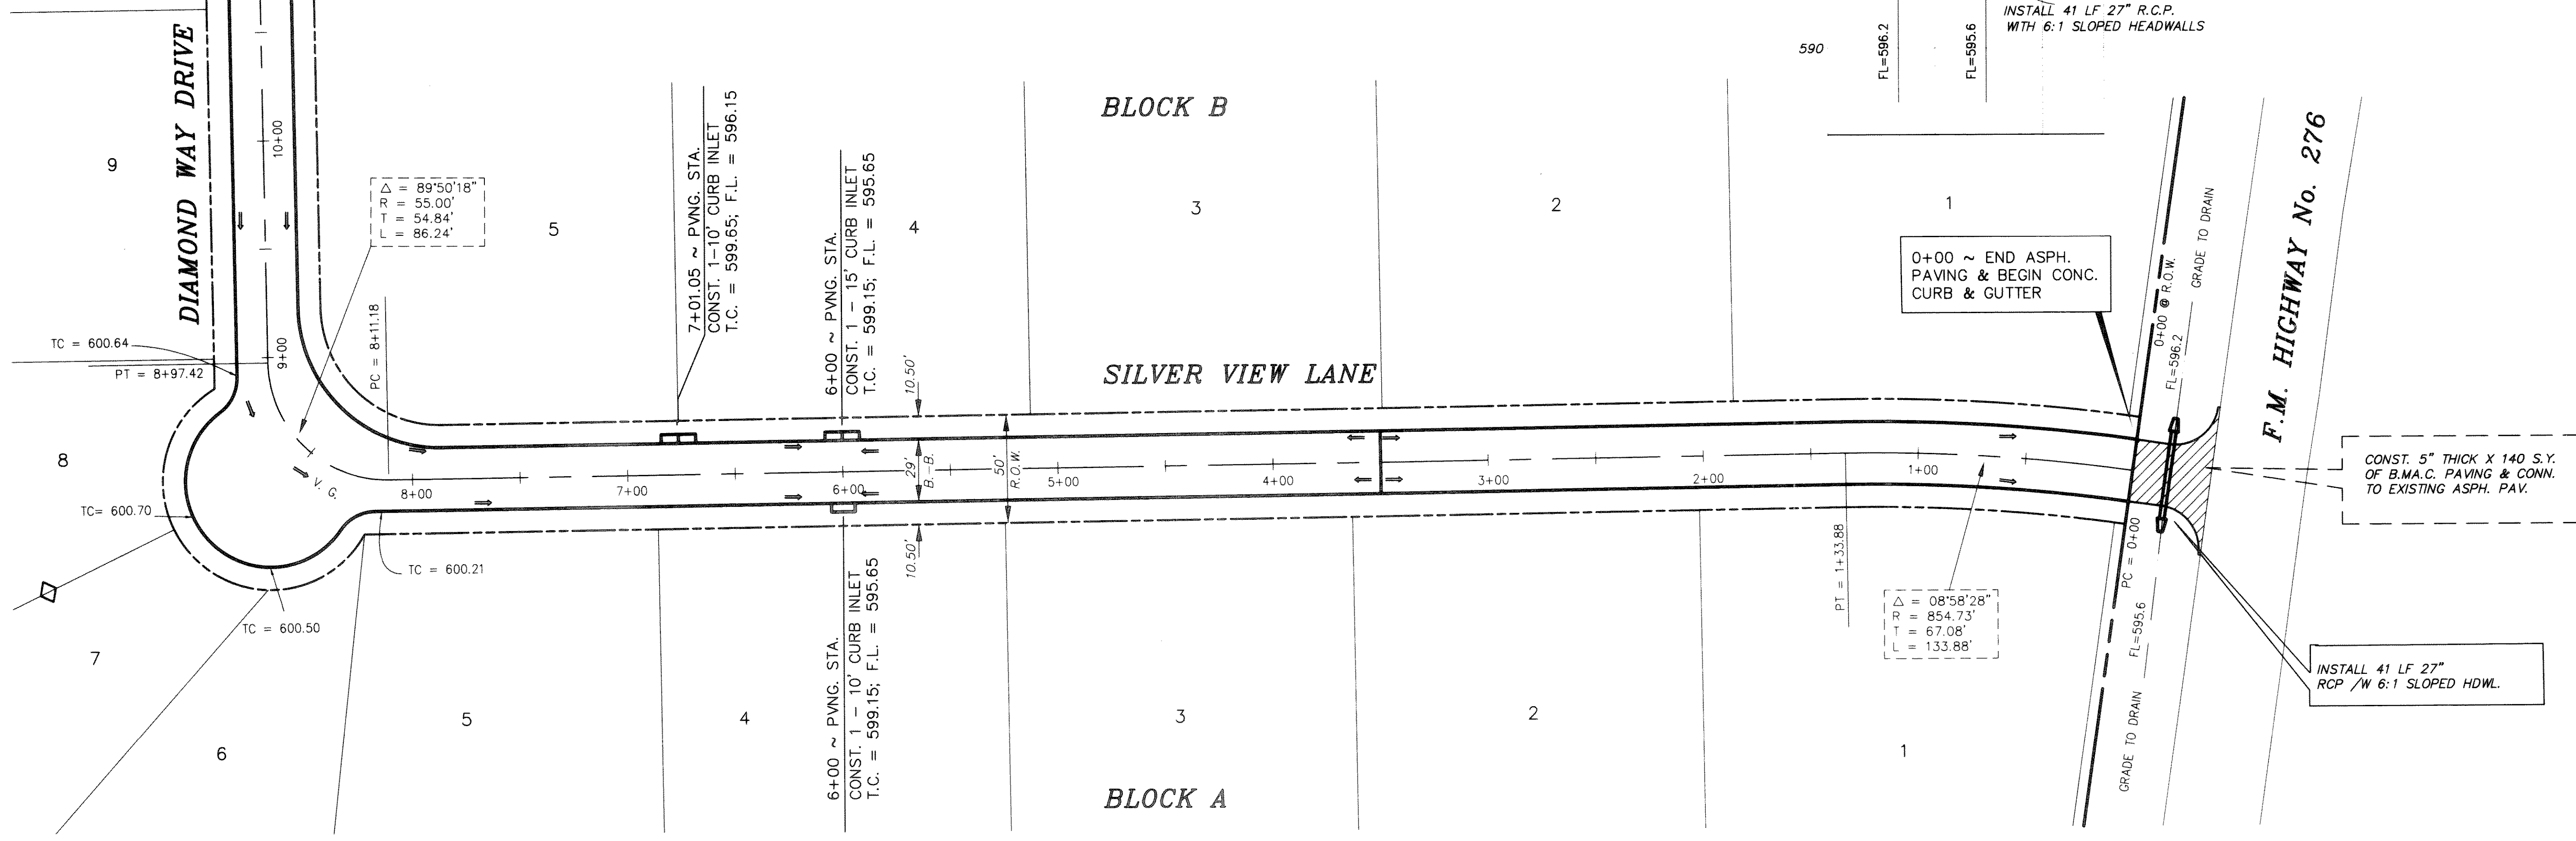 INSTALL 41 LF 27" R.C.P.
WITH 6:1 SLOPED HEADWALLS
590
FL=596.2
FL=595.6
DIAMOND WAY DRIVE
BLOCK B
9
10+00
Δ = 89°50'18"
R = 55.00'
T = 54.84'
L = 86.24'
5
7+01.05 ~ PVNG. STA.
CONST. 1-10' CURB INLET
T.C. = 599.65; F.L. = 596.15
6+00 ~ PVNG. STA.
CONST. 1 - 15' CURB INLET
T.C. = 599.15; F.L. = 595.65
4
3
2
1
0+00 ~ END ASPH.
PAVING & BEGIN CONC.
CURB & GUTTER
0+00 @ R.O.W.
GRADE TO DRAIN
FL=596.2
F.M. HIGHWAY No. 276
TC = 600.64
PT = 8+97.42
9+00
PC = 8+11.18
10.50'
SILVER VIEW LANE
8
V. G.
8+00
7+00
6+00
29'
B.-B.
50'
R.O.W.
5+00
4+00
3+00
2+00
1+00
CONST. 5" THICK X 140 S.Y.
OF B.MA.C. PAVING & CONN.
TO EXISTING ASPH. PAV.
TC= 600.70
TC = 600.21
TC = 600.50
10.50'
6+00 ~ PVNG. STA.
CONST. 1 - 10' CURB INLET
T.C. = 599.15; F.L. = 595.65
PT = 1+33.88
Δ = 08°58'28"
R = 854.73'
T = 67.08'
L = 133.88'
PC = 0+00
FL=595.6
GRADE TO DRAIN
INSTALL 41 LF 27"
RCP /W 6:1 SLOPED HDWL.
7
6
5
4
3
2
1
BLOCK A